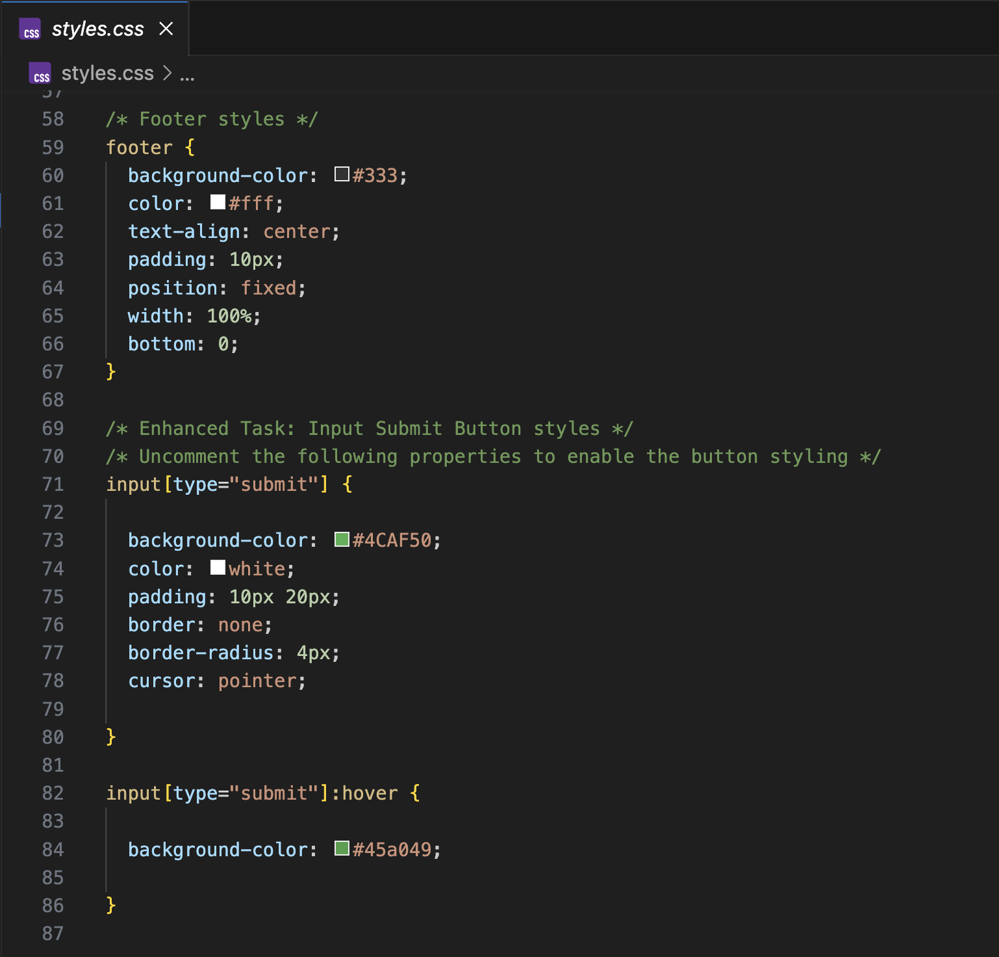 css styles.css ×
css styles.css > ...
57
58 /* Footer styles */
59 footer {
60 background-color: #333;
61 color: #fff;
62 text-align: center;
63 padding: 10px;
64 position: fixed;
65 width: 100%;
66 bottom: 0;
67 }
68
69 /* Enhanced Task: Input Submit Button styles */
70 /* Uncomment the following properties to enable the button styling */
71 input[type="submit"] {
72
73 background-color: #4CAF50;
74 color: white;
75 padding: 10px 20px;
76 border: none;
77 border-radius: 4px;
78 cursor: pointer;
79
80 }
81
82 input[type="submit"]:hover {
83
84 background-color: #45a049;
85
86 }
87